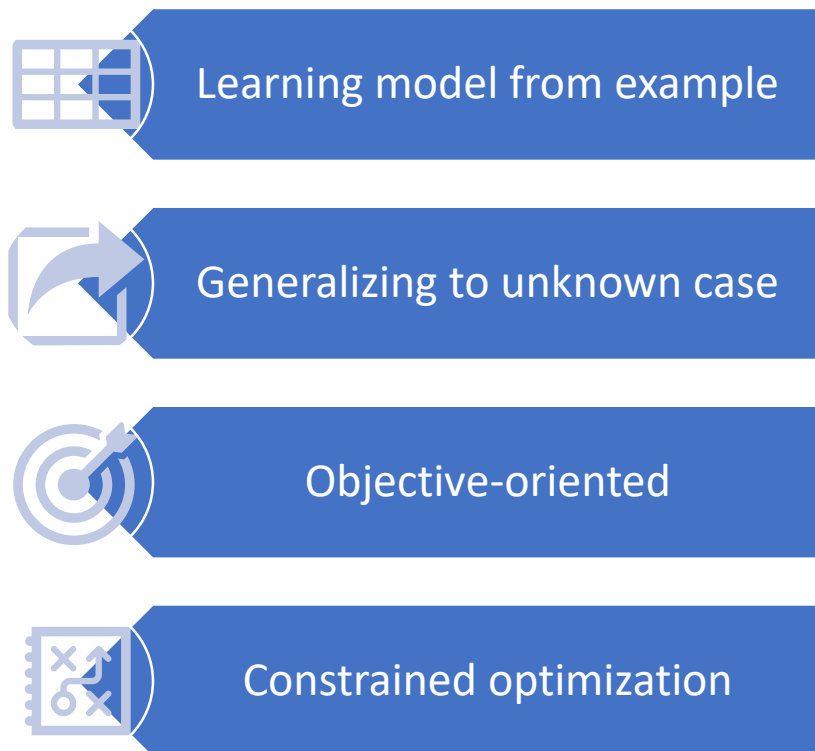 Learning model from example
Generalizing to unknown case
Objective-oriented
Constrained optimization